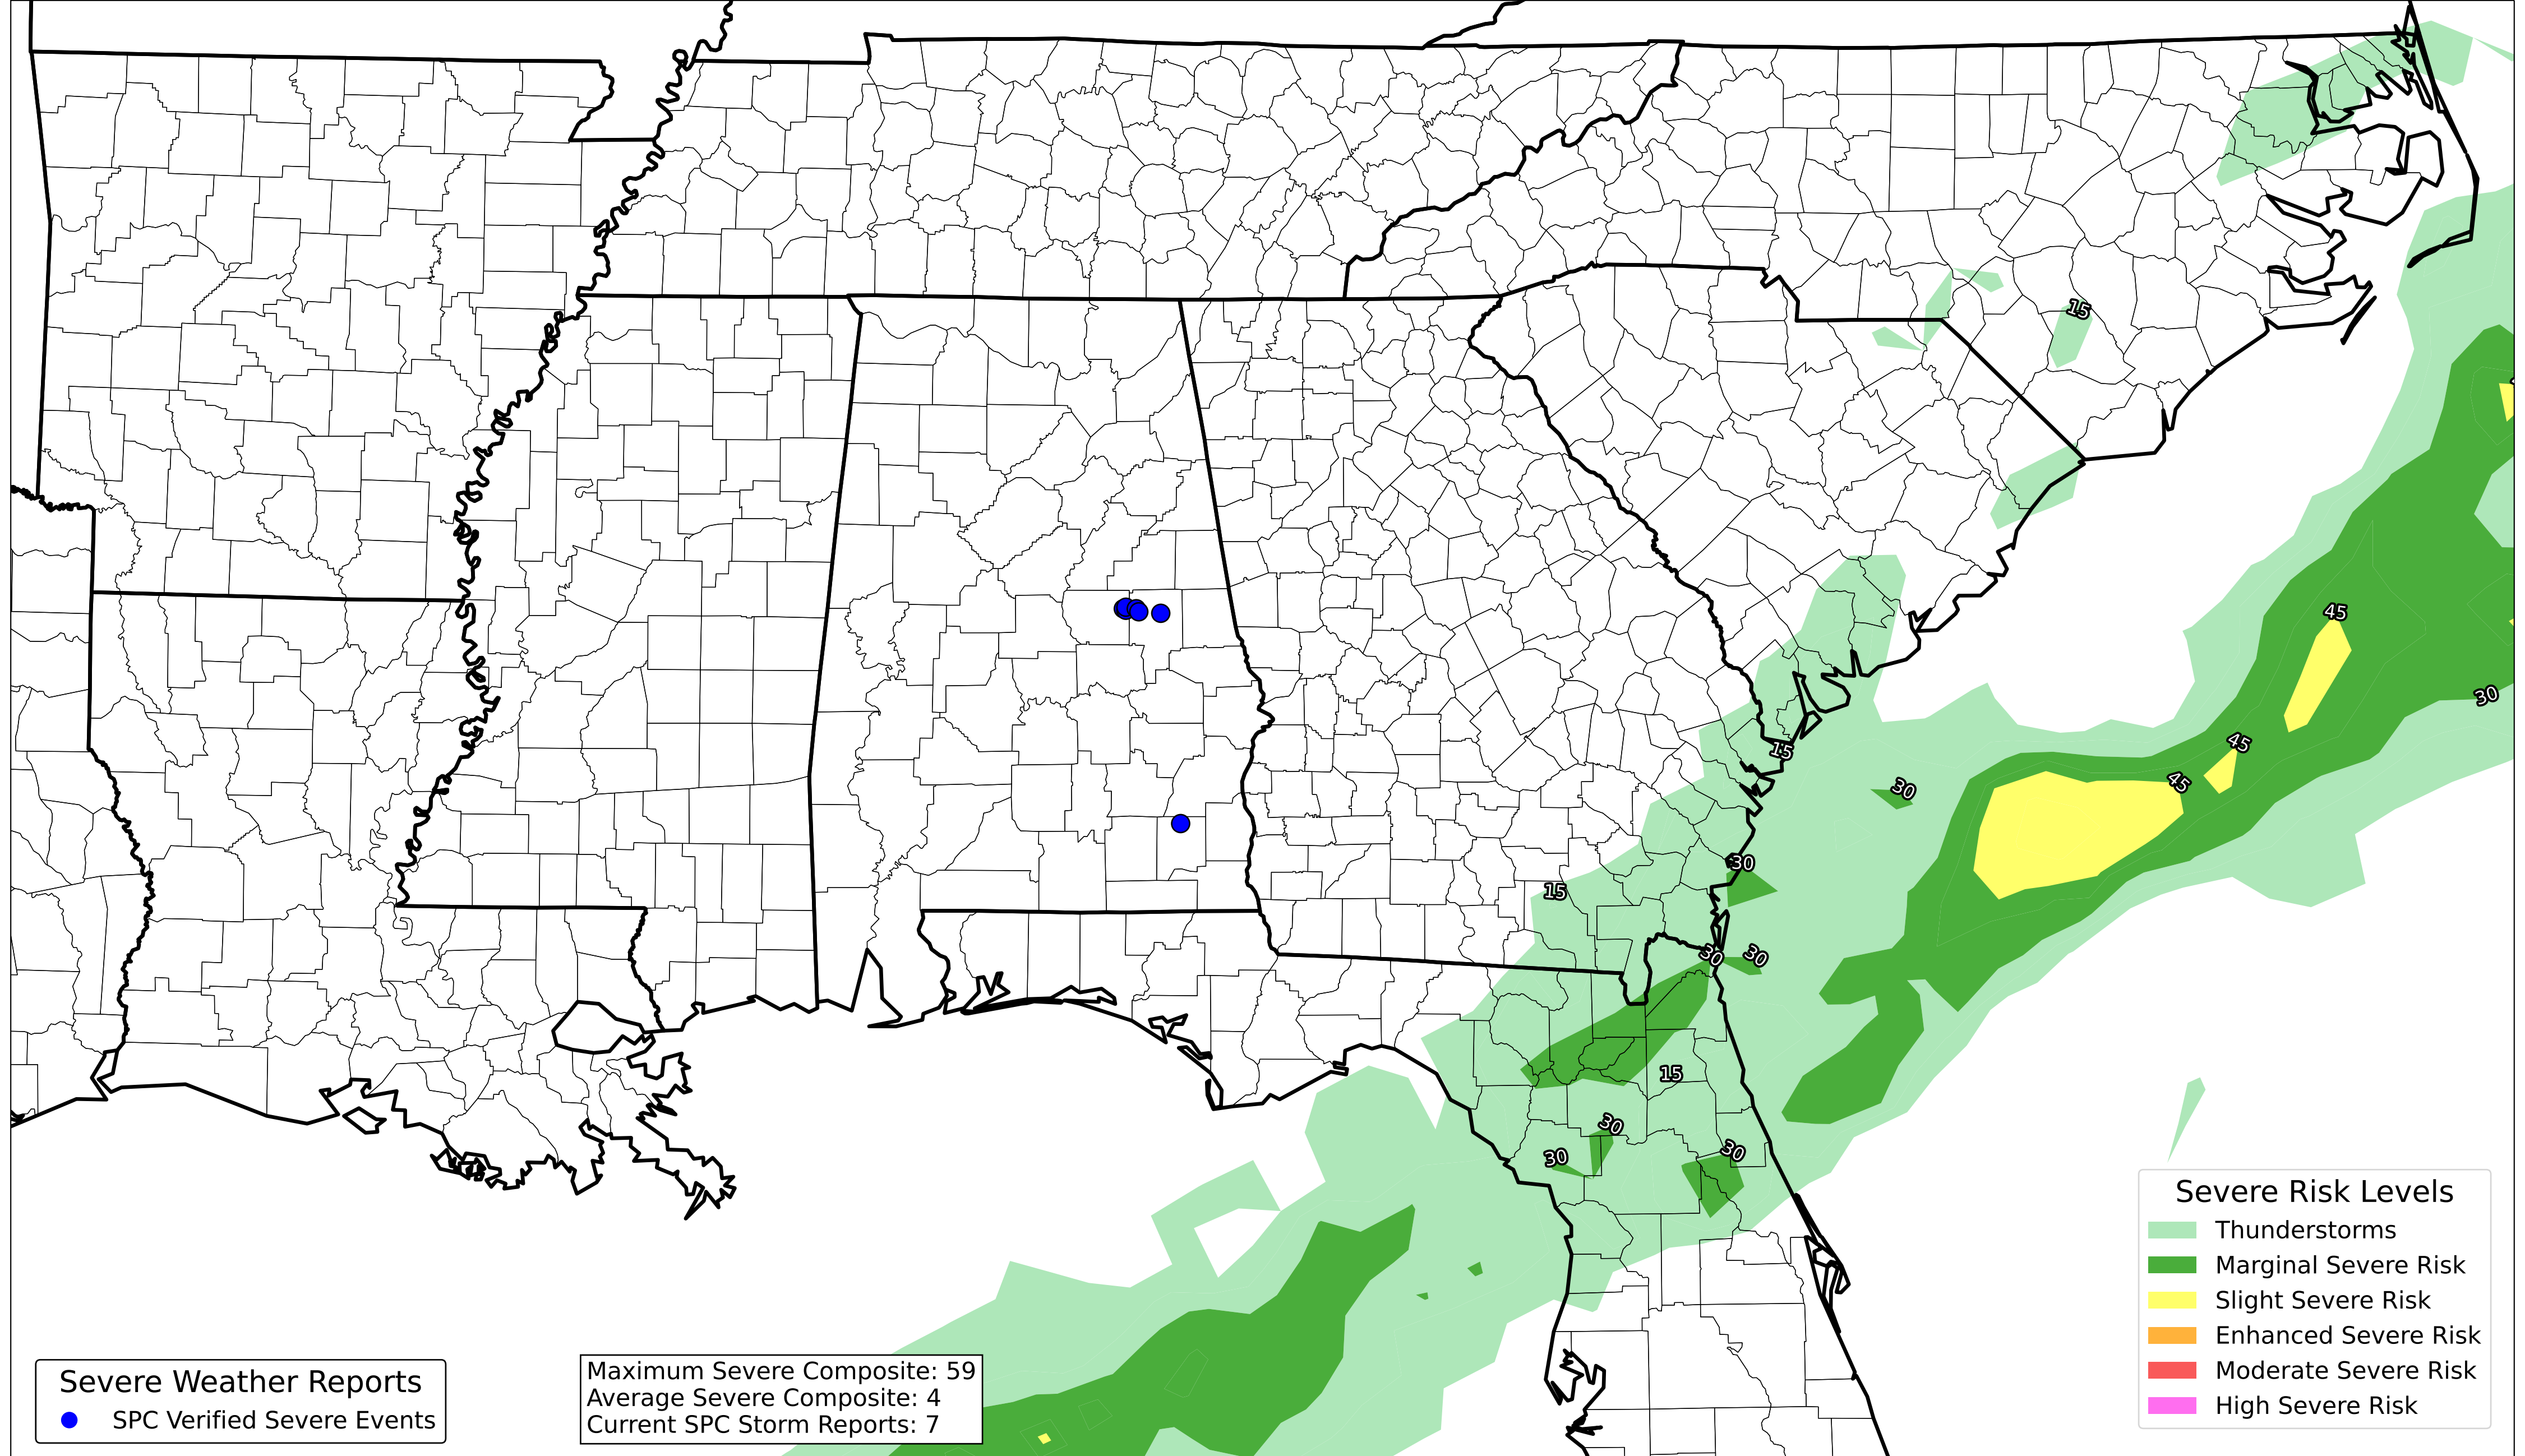 15
45
30
45
15
45
30
30
15
30
30
15
30
30
30
Severe Risk Levels
Thunderstorms
Marginal Severe Risk
Slight Severe Risk
Enhanced Severe Risk
Moderate Severe Risk
High Severe Risk
Maximum Severe Composite: 59
Average Severe Composite: 4
Current SPC Storm Reports: 7
Severe Weather Reports
SPC Verified Severe Events